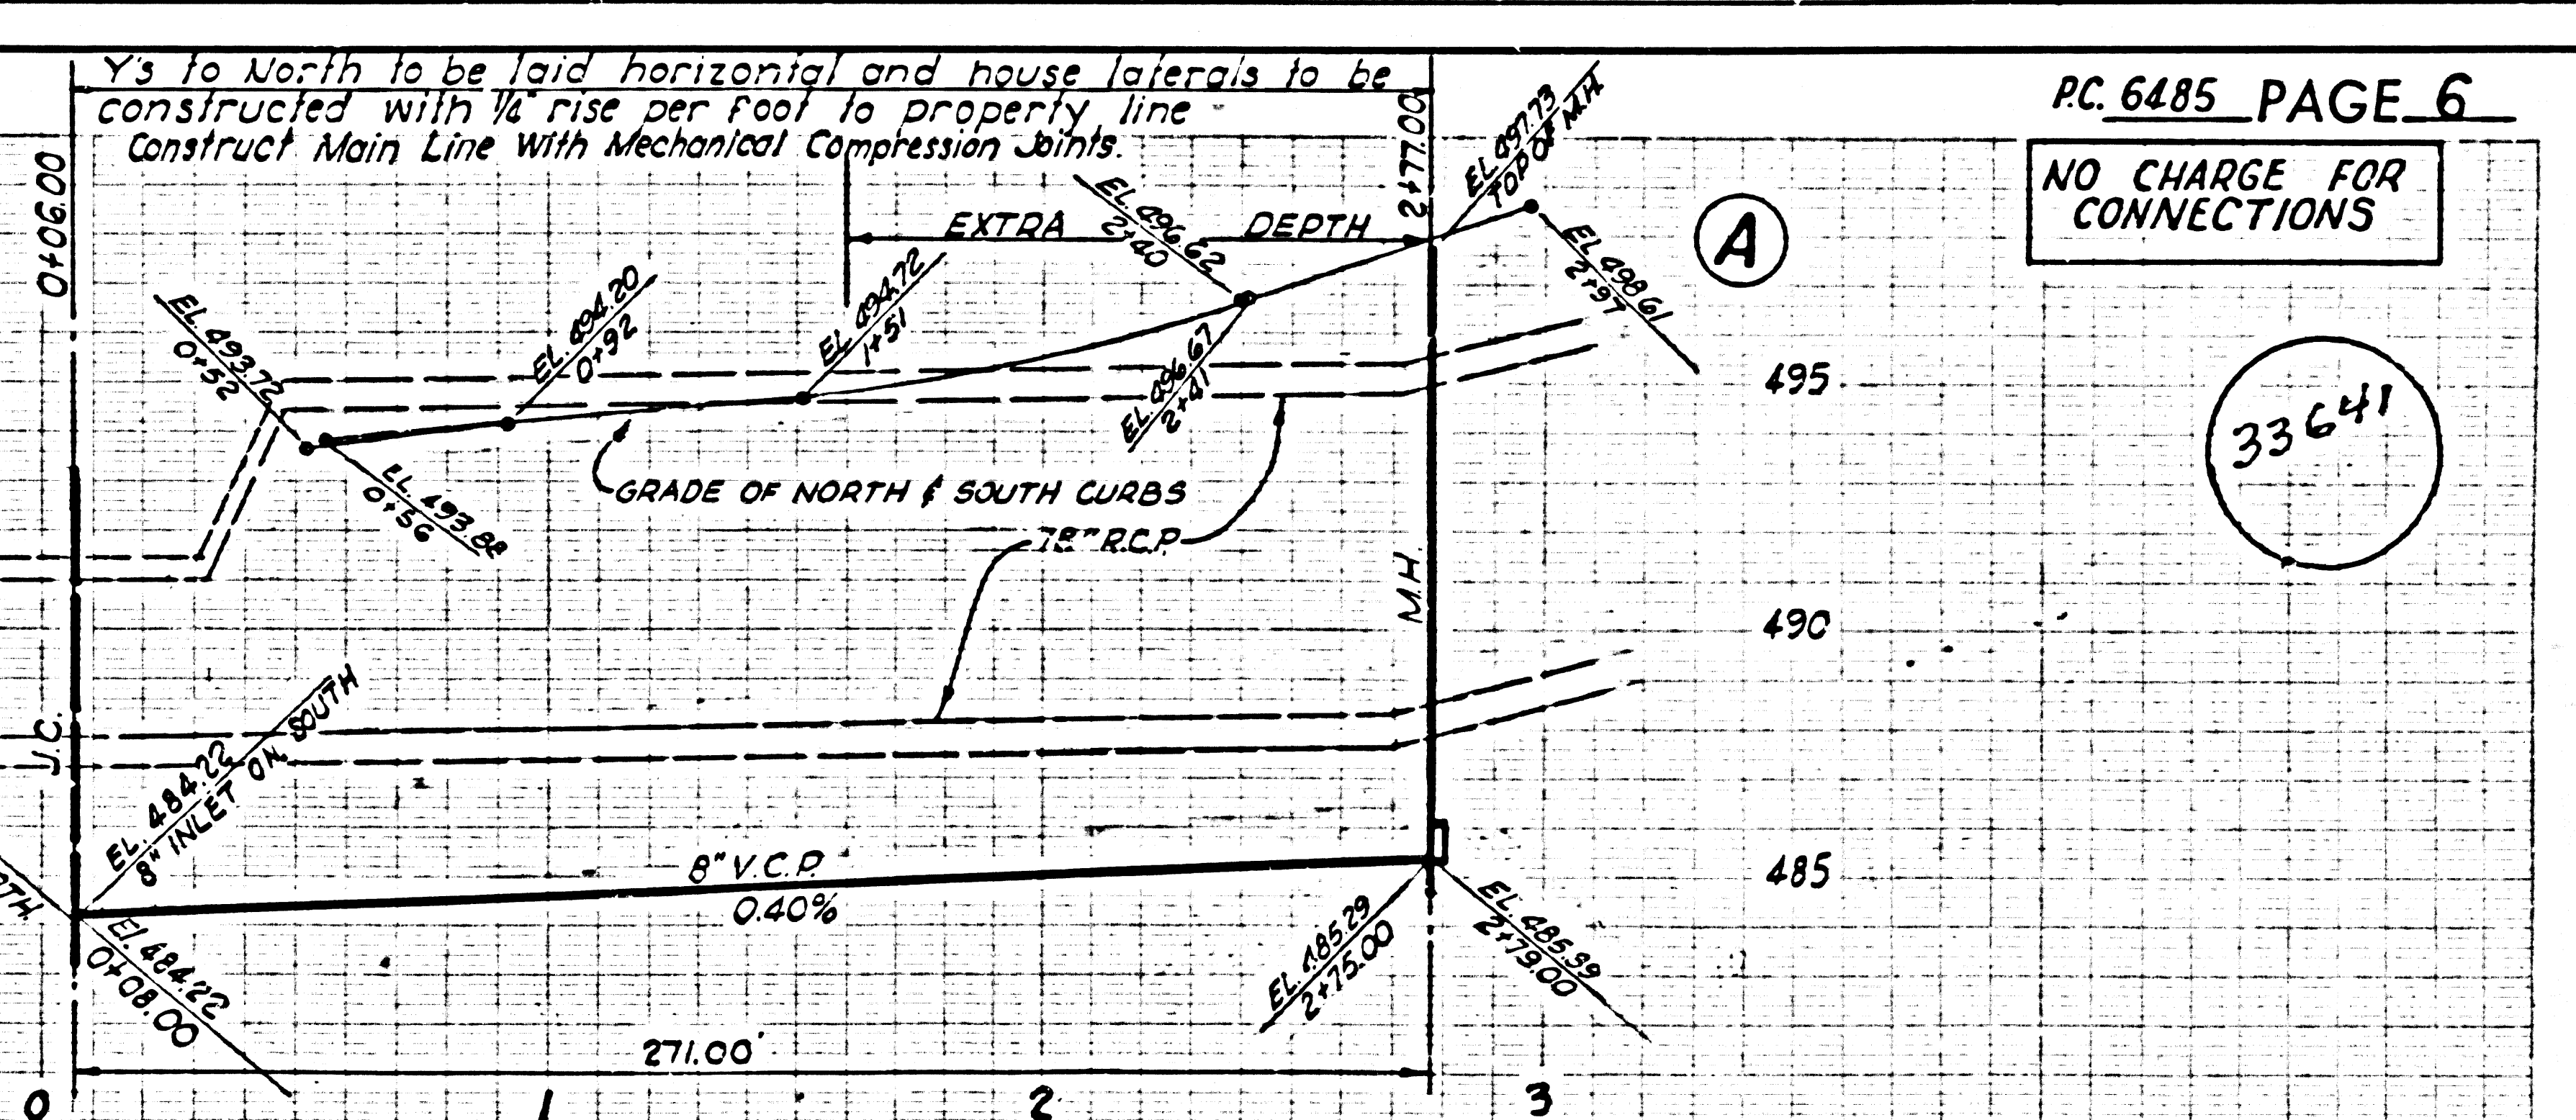 Y's to North to be laid horizontal and house laterals to be
constructed with 1/4" rise per foot to property line
Construct Main Line With Mechanical Compression Joints.
P.C. 6485 PAGE 6
NO CHARGE FOR
CONNECTIONS
0+06.00
2+77.00
EL 497.73
TOP OF M.H.
EXTRA DEPTH
EL. 496.62
2+40
A
EL 498.61
2+97
EL. 493.72
0+52
EL. 494.20
0+92
EL 494.72
1+51
EL. 496.67
2+41
495
33641
EL. 493.88
0+56
GRADE OF NORTH & SOUTH CURBS
78" R.C.P.
M.H.
490
J.C.
EL. 484.22
8" INLET ON SOUTH
8" V.C.P.
0.40%
485
El. 484.22
0+08.00
EL. 485.29
2+75.00
EL. 485.39
2+79.00
271.00'
0 1 2 3